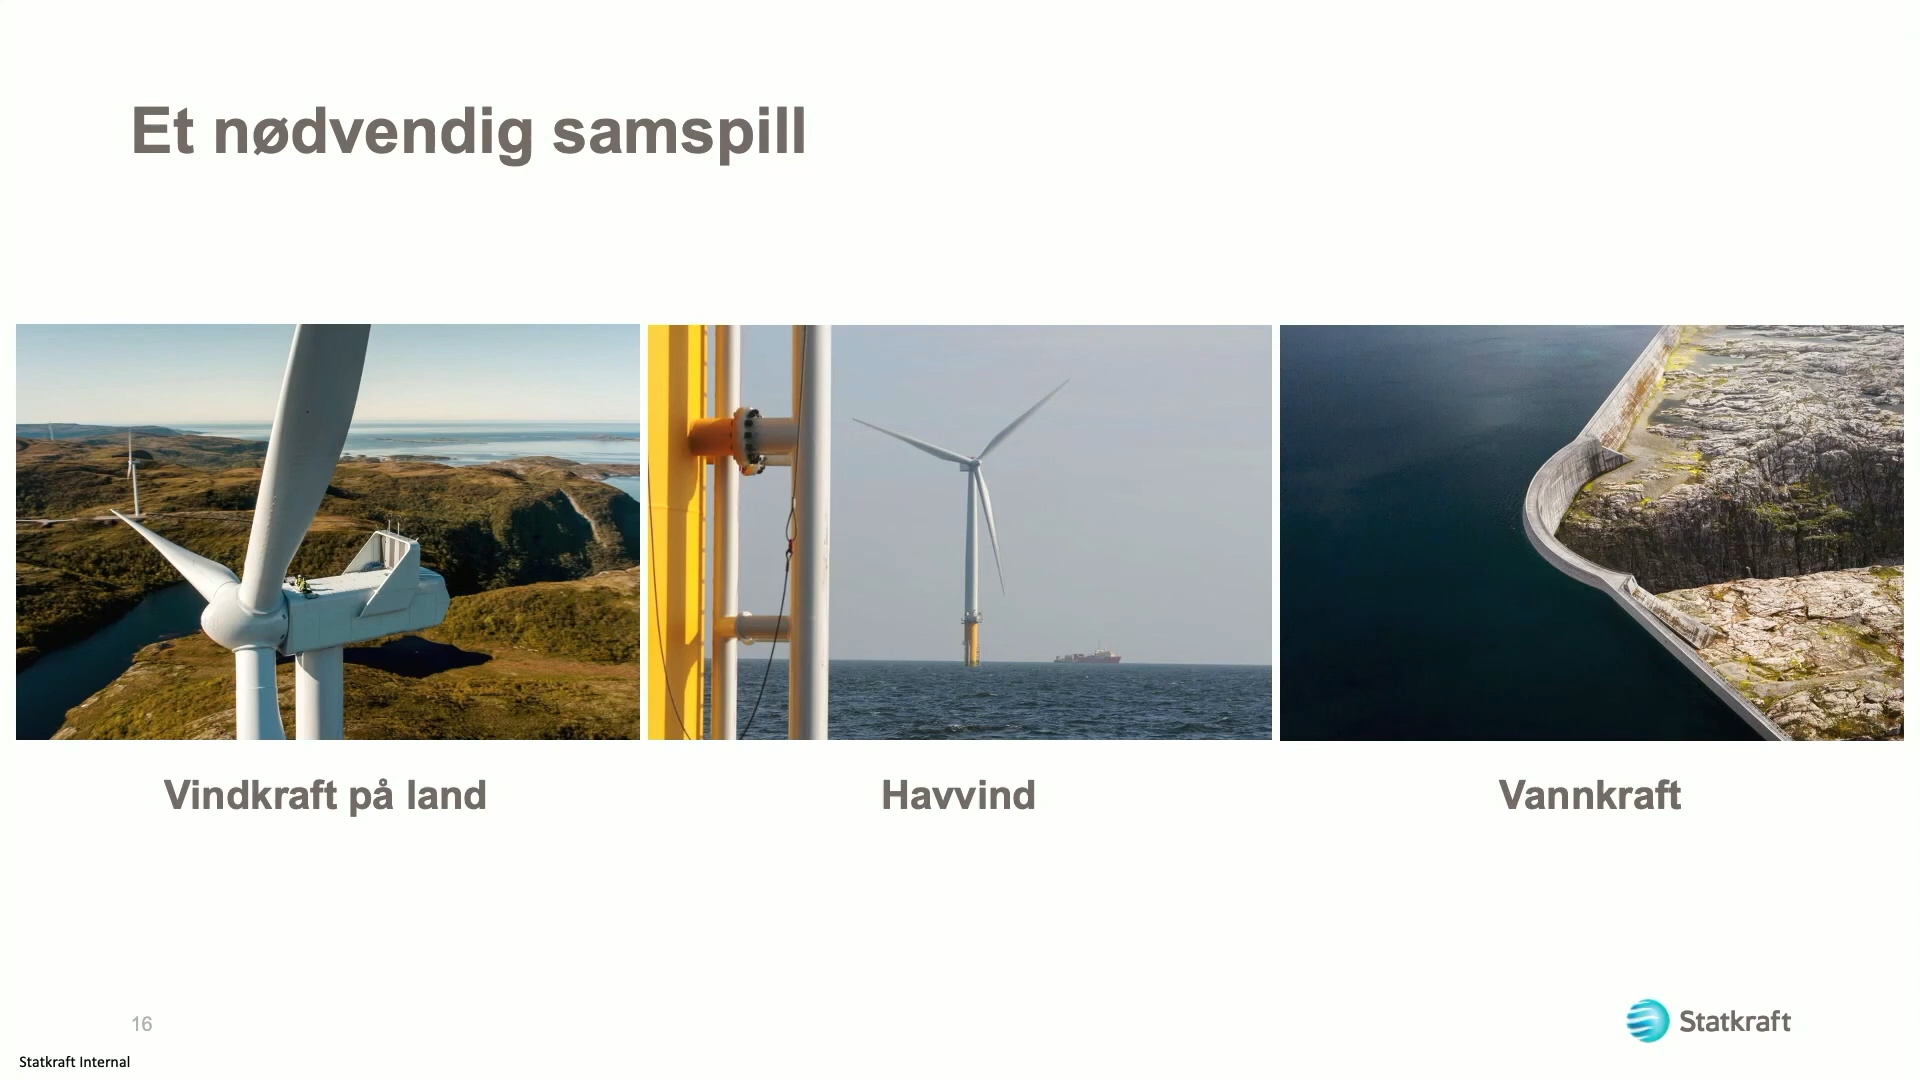 Et nødvendig samspill
Vindkraft på land
Havvind
Vannkraft
16
Statkraft
Statkraft Internal